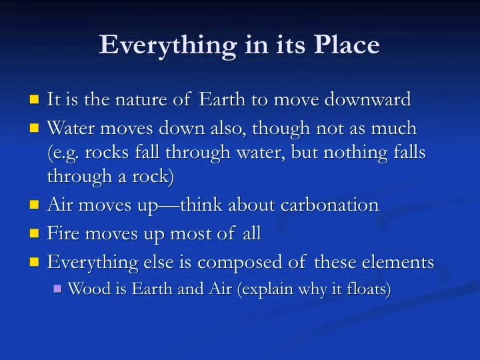 Everything in its Place
It is the nature of Earth to move downward
Water moves down also, though not as much
(e.g. rocks fall through water, but nothing falls
through a rock)
Air moves up—think about carbonation
Fire moves up most of all
Everything else is composed of these elements
Wood is Earth and Air (explain why it floats)